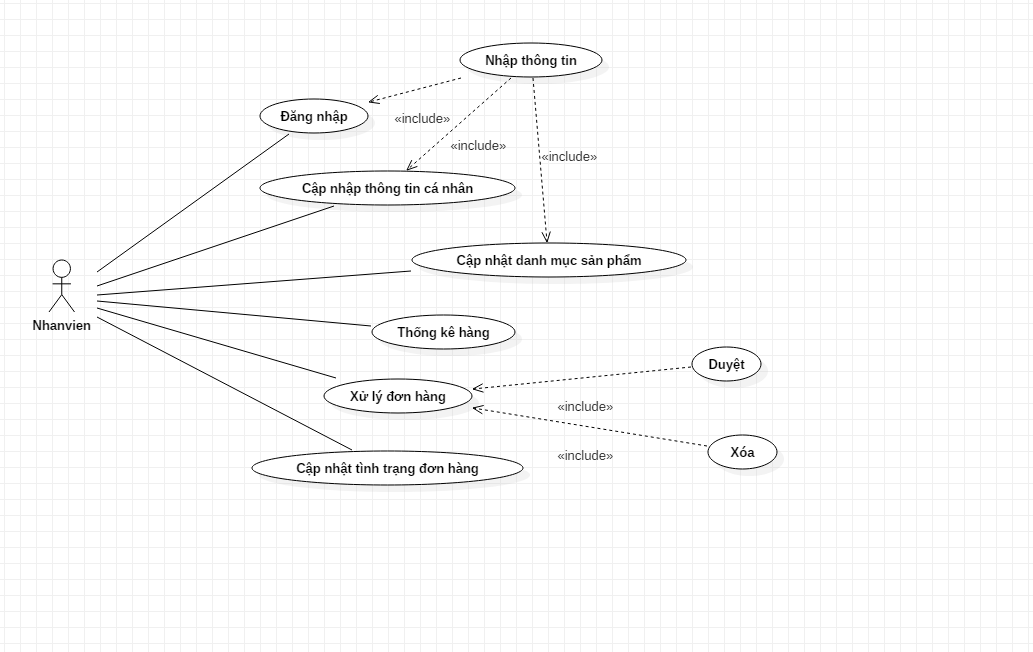 Nhập thông tin
Đăng nhập
«include»
«include»
«include»
Cập nhập thông tin cá nhân
Cập nhật danh mục sản phẩm
Nhanvien
Thống kê hàng
Duyệt
Xử lý đơn hàng
«include»
Xóa
«include»
Cập nhật tình trạng đơn hàng